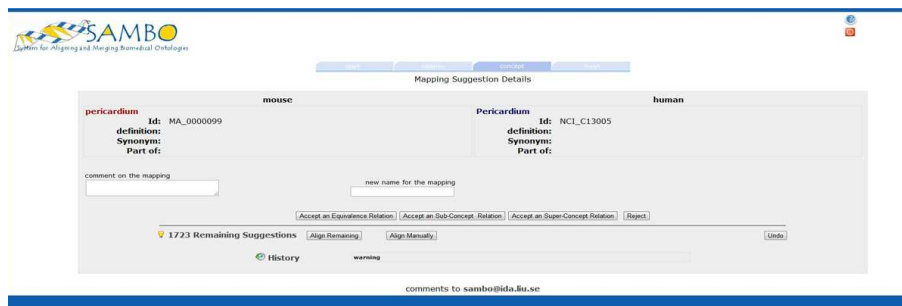 SAMBO
System for Aligning and Merging Biomedical Ontologies
concept
Mapping Suggestion Details
mouse
human
pericardium
Id: MA_0000099
definition:
Synonym:
Part of:
Pericardium
Id: NCI_C13005
definition:
Synonym:
Part of:
comment on the mapping
new name for the mapping
Accept an Equivalence Relation Accept an Sub-Concept Relation Accept an Super-Concept Relation Reject
1723 Remaining Suggestions Align Remaining Align Manually Undo
History warning
comments to sambo@ida.liu.se